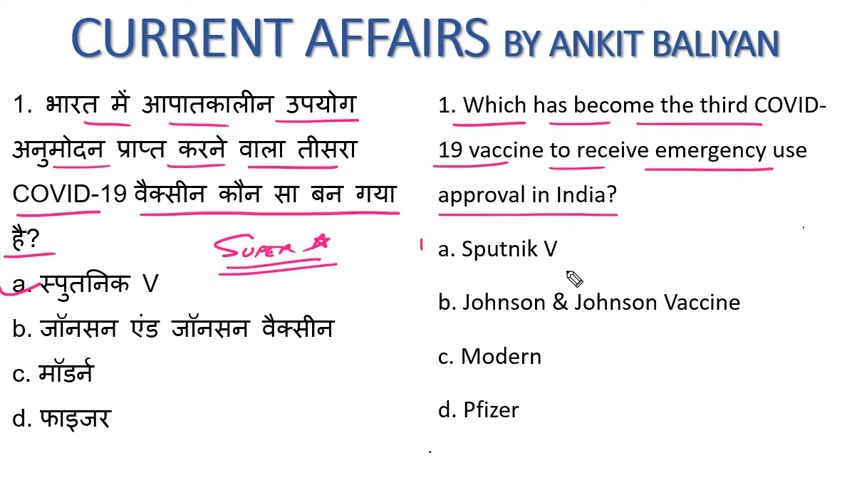 CURRENT AFFAIRS BY ANKIT BALIYAN
1. भारत में आपातकालीन उपयोग
अनुमोदन प्राप्त करने वाला तीसरा
COVID-19 वैक्सीन कौन सा बन गया
है?
SUPER
a. स्पुतनिक V
b. जॉनसन एंड जॉनसन वैक्सीन
c. मॉडर्न
d. फाइजर
1. Which has become the third COVID-
19 vaccine to receive emergency use
approval in India?
a. Sputnik V
b. Johnson & Johnson Vaccine
c. Modern
d. Pfizer